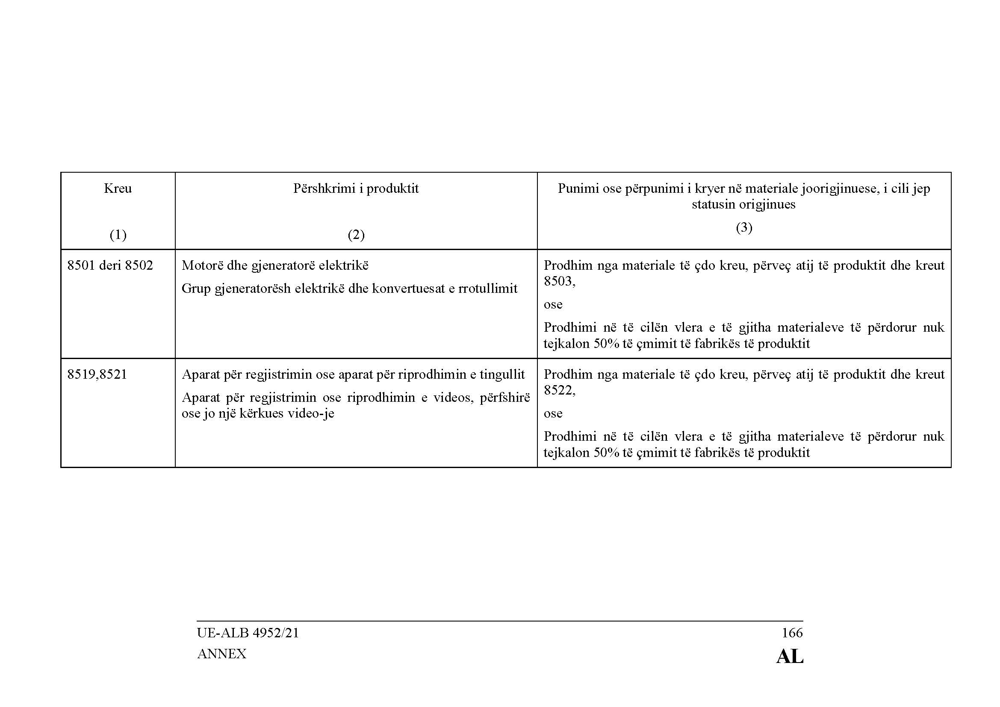 Kreu
(1)
Përshkrimi i produktit
(2)
Punimi ose përpunimi i kryer në materiale joorigjinuese, i cili jep
statusin origjinues
(3)
8501 deri 8502
Motorë dhe gjeneratorë elektrikë
Grup gjeneratorësh elektrikë dhe konvertuesat e rrotullimit
Prodhim nga materiale të çdo kreu, përveç atij të produktit dhe kreut
8503,
ose
Prodhimi në të cilën vlera e të gjitha materialeve të përdorur nuk
tejkalon 50% të çmimit të fabrikës të produktit
8519,8521
Aparat për regjistrimin ose aparat për riprodhimin e tingullit
Aparat për regjistrimin ose riprodhimin e videos, përfshirë
ose jo një kërkues video-je
Prodhim nga materiale të çdo kreu, përveç atij të produktit dhe kreut
8522,
ose
Prodhimi në të cilën vlera e të gjitha materialeve të përdorur nuk
tejkalon 50% të çmimit të fabrikës të produktit
UE-ALB 4952/21
166
ANNEX
AL